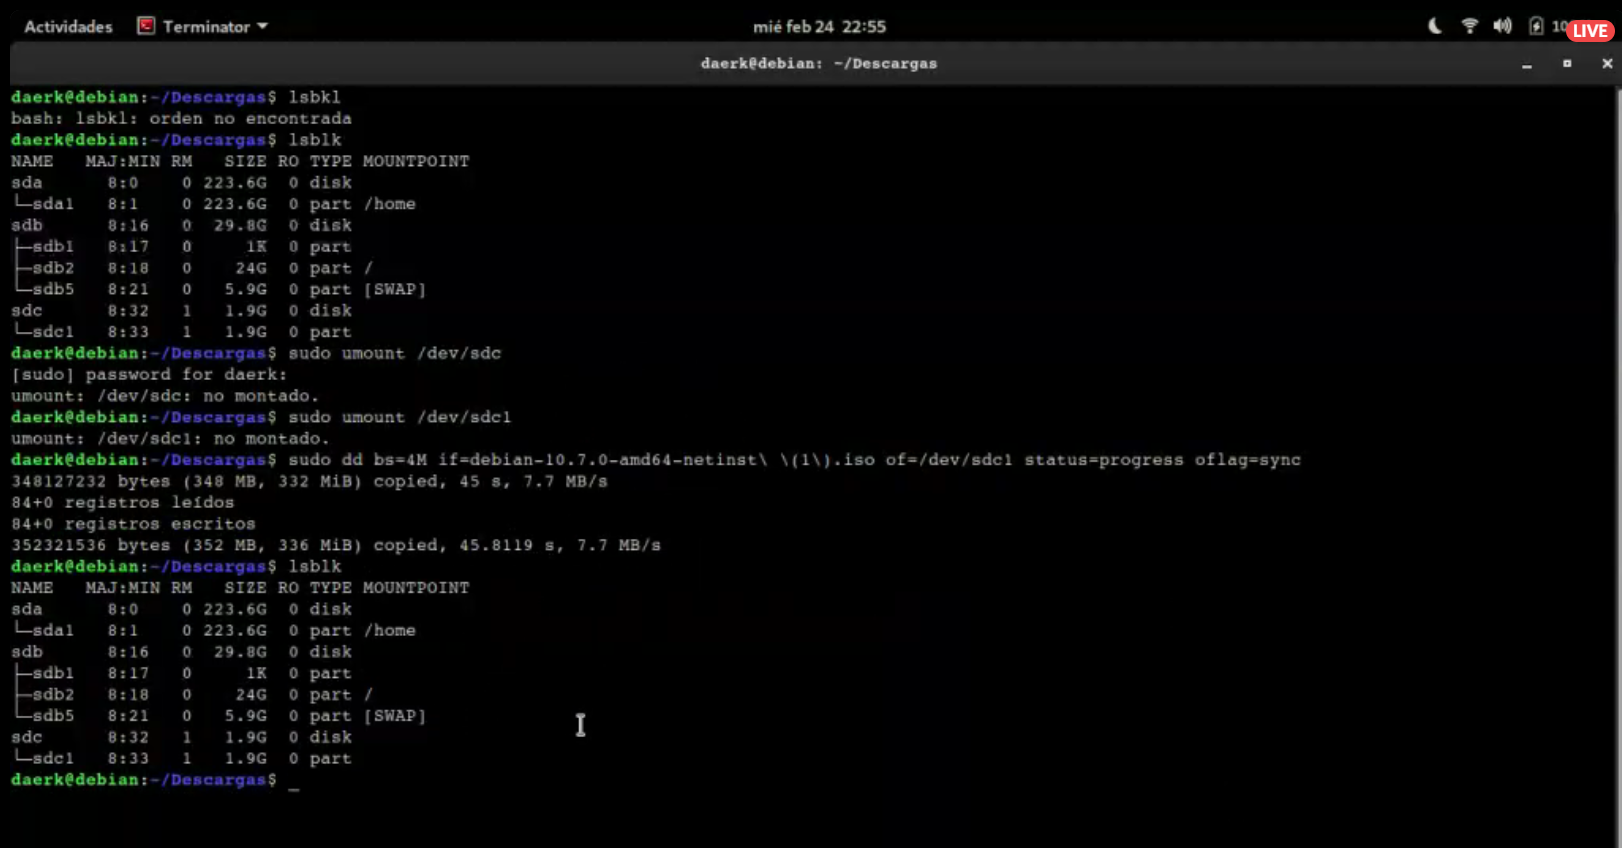 Actividades Terminator mié feb 24 22:55 10 LIVE
daerk@debian: ~/Descargas
daerk@debian:~/Descargas$ lsbkl
bash: lsbkl: orden no encontrada
daerk@debian:~/Descargas$ lsblk
NAME MAJ:MIN RM SIZE RO TYPE MOUNTPOINT
sda 8:0 0 223.6G 0 disk
└─sda1 8:1 0 223.6G 0 part /home
sdb 8:16 0 29.8G 0 disk
├─sdb1 8:17 0 1K 0 part
├─sdb2 8:18 0 24G 0 part /
└─sdb5 8:21 0 5.9G 0 part [SWAP]
sdc 8:32 1 1.9G 0 disk
└─sdc1 8:33 1 1.9G 0 part
daerk@debian:~/Descargas$ sudo umount /dev/sdc
[sudo] password for daerk:
umount: /dev/sdc: no montado.
daerk@debian:~/Descargas$ sudo umount /dev/sdc1
umount: /dev/sdc1: no montado.
daerk@debian:~/Descargas$ sudo dd bs=4M if=debian-10.7.0-amd64-netinst\ \(1\).iso of=/dev/sdc1 status=progress oflag=sync
348127232 bytes (348 MB, 332 MiB) copied, 45 s, 7.7 MB/s
84+0 registros leídos
84+0 registros escritos
352321536 bytes (352 MB, 336 MiB) copied, 45.8119 s, 7.7 MB/s
daerk@debian:~/Descargas$ lsblk
NAME MAJ:MIN RM SIZE RO TYPE MOUNTPOINT
sda 8:0 0 223.6G 0 disk
└─sda1 8:1 0 223.6G 0 part /home
sdb 8:16 0 29.8G 0 disk
├─sdb1 8:17 0 1K 0 part
├─sdb2 8:18 0 24G 0 part /
└─sdb5 8:21 0 5.9G 0 part [SWAP]
sdc 8:32 1 1.9G 0 disk
└─sdc1 8:33 1 1.9G 0 part
daerk@debian:~/Descargas$ _